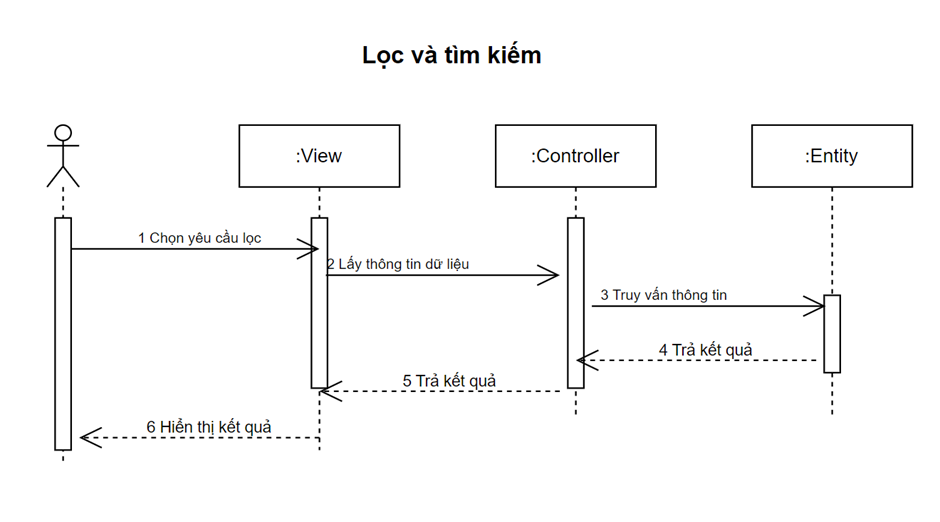 Lọc và tìm kiếm
:View
:Controller
:Entity
1 Chọn yêu cầu lọc
2 Lấy thông tin dữ liệu
3 Truy vấn thông tin
4 Trả kết quả
5 Trả kết quả
6 Hiển thị kết quả